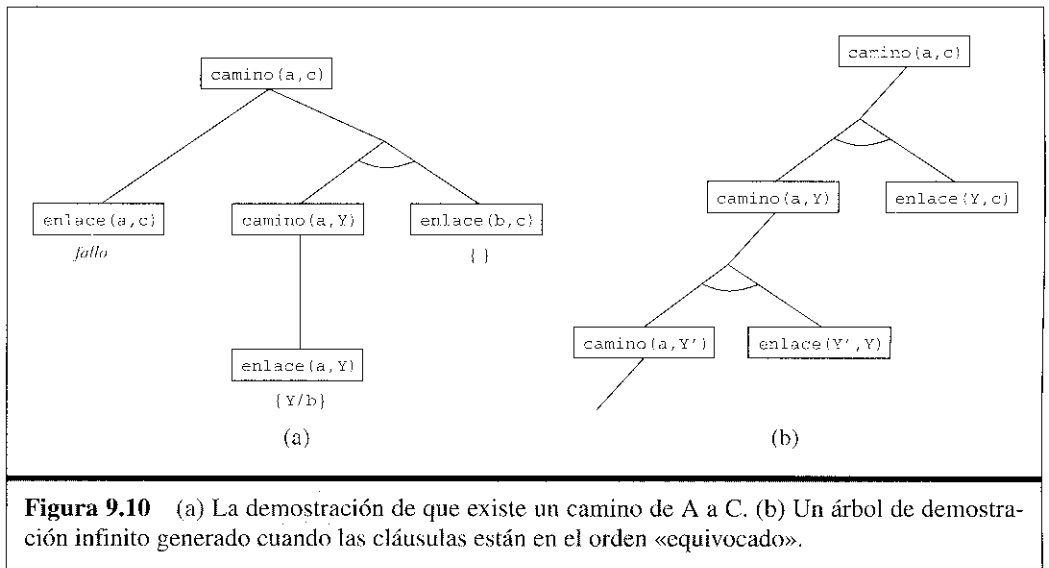 camino(a,c)
enlace(a,c)
fallo
camino(a,Y)
enlace(b,c)
{ }
enlace(a,Y)
{Y/b}
(a)
camino(a,c)
camino(a,Y)
enlace(Y,c)
camino(a,Y')
enlace(Y',Y)
(b)
Figura 9.10 (a) La demostración de que existe un camino de A a C. (b) Un árbol de demostra-
ción infinito generado cuando las cláusulas están en el orden «equivocado».